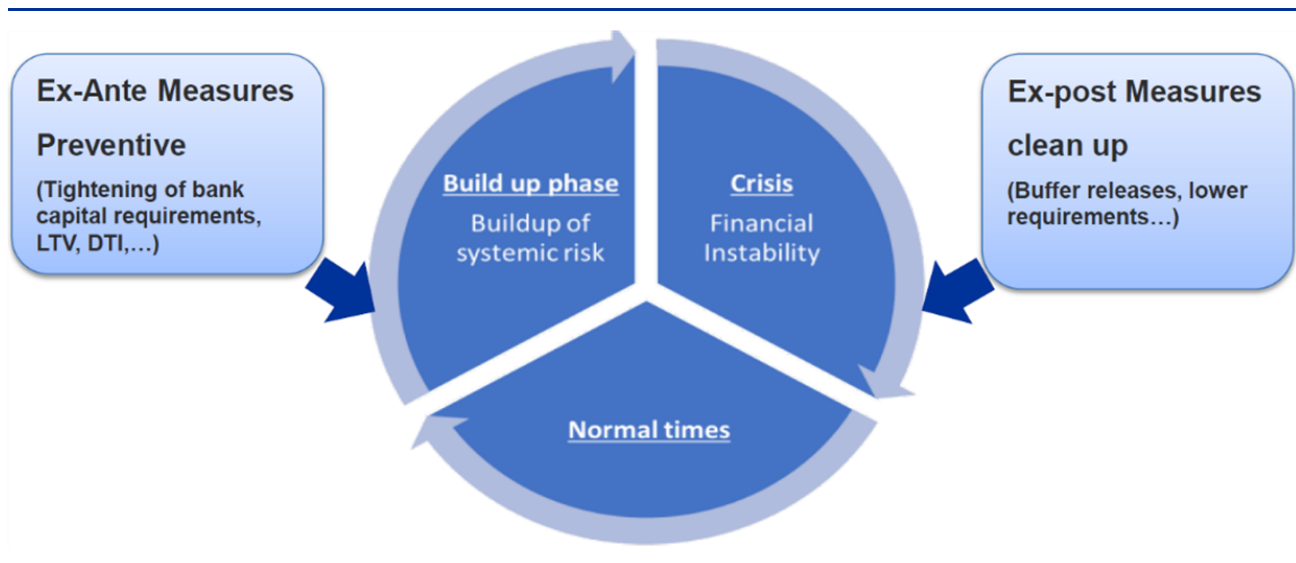 Ex-Ante Measures
Preventive
(Tightening of bank
capital requirements,
LTV, DTI,...)
Build up phase
Buildup of
systemic risk
Crisis
Financial
Instability
Normal times
Ex-post Measures
clean up
(Buffer releases, lower
requirements...)